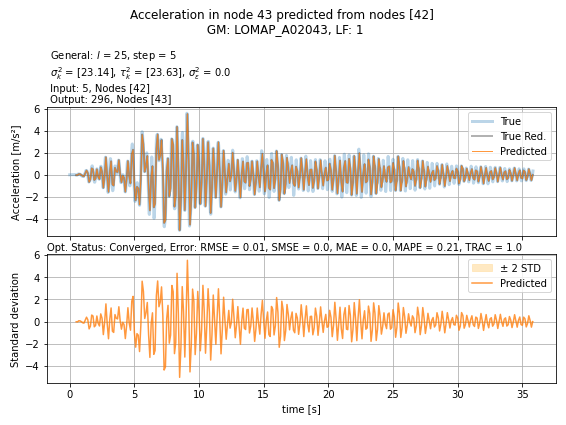 Acceleration in node 43 predicted from nodes [42]
GM: LOMAP_A02043, LF: 1
General: l = 25, step = 5
σ²ₖ = [23.14], τ²ₖ = [23.63], σ²ε = 0.0
Input: 5, Nodes [42]
Output: 296, Nodes [43]
Acceleration [m/s²]
6
4
2
0
−2
−4
True
True Red.
Predicted
Opt. Status: Converged, Error: RMSE = 0.01, SMSE = 0.0, MAE = 0.0, MAPE = 0.21, TRAC = 1.0
Standard deviation
6
4
2
0
−2
−4
± 2 STD
Predicted
0 5 10 15 20 25 30 35
time [s]